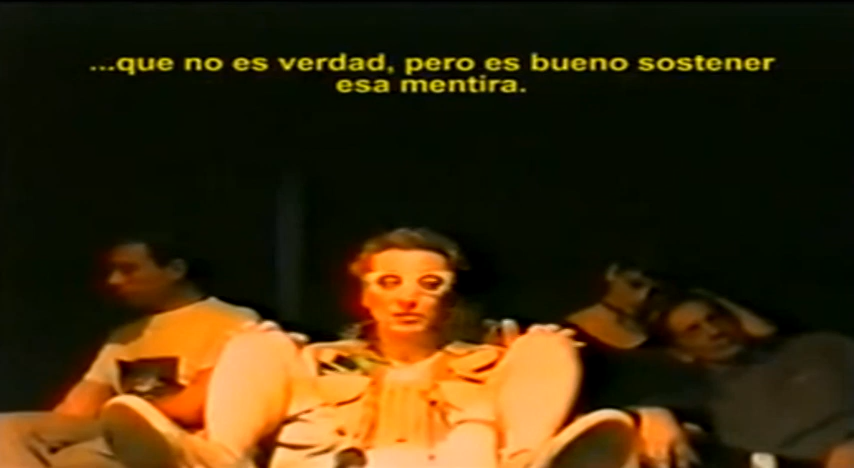 ...que no es verdad, pero es bueno sostener
esa mentira.